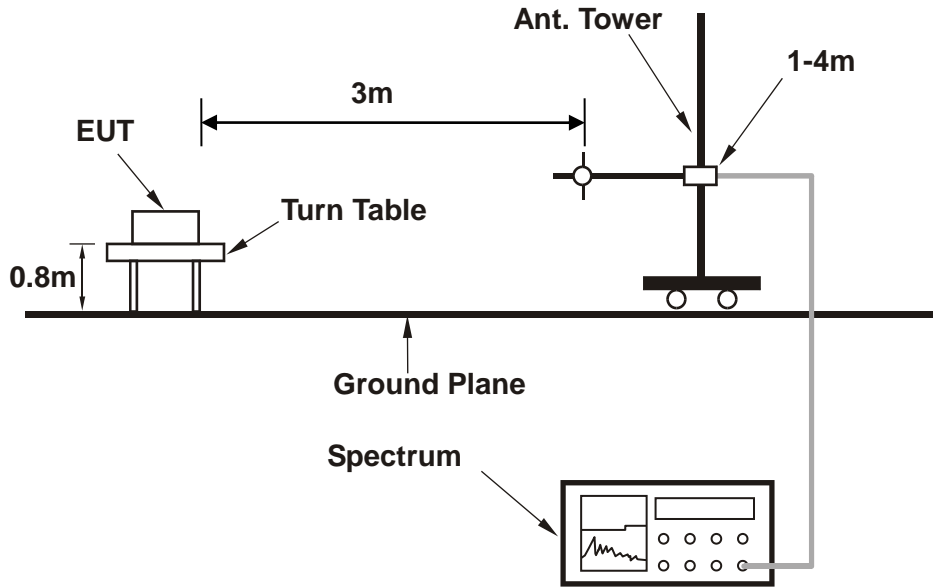 Ant. Tower
1-4m
3m
EUT
Turn Table
0.8m
Ground Plane
Spectrum